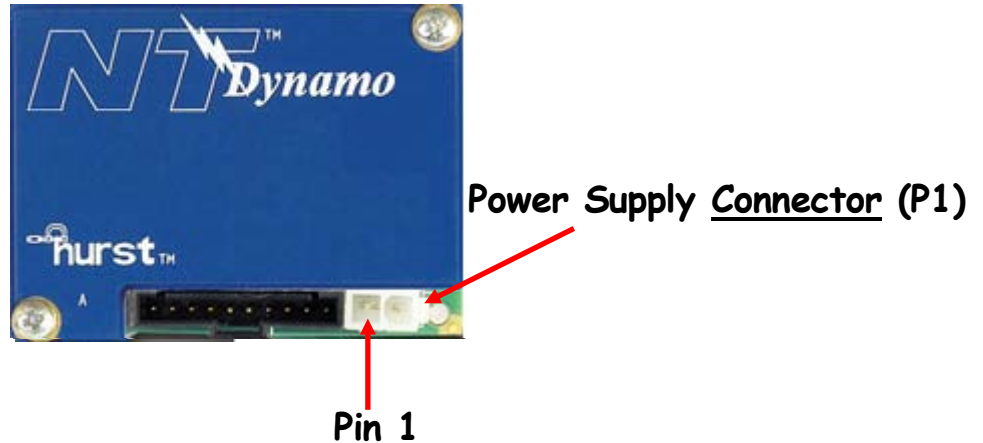 NT™
Dynamo
Power Supply Connector (P1)
hurst™
A
Pin 1